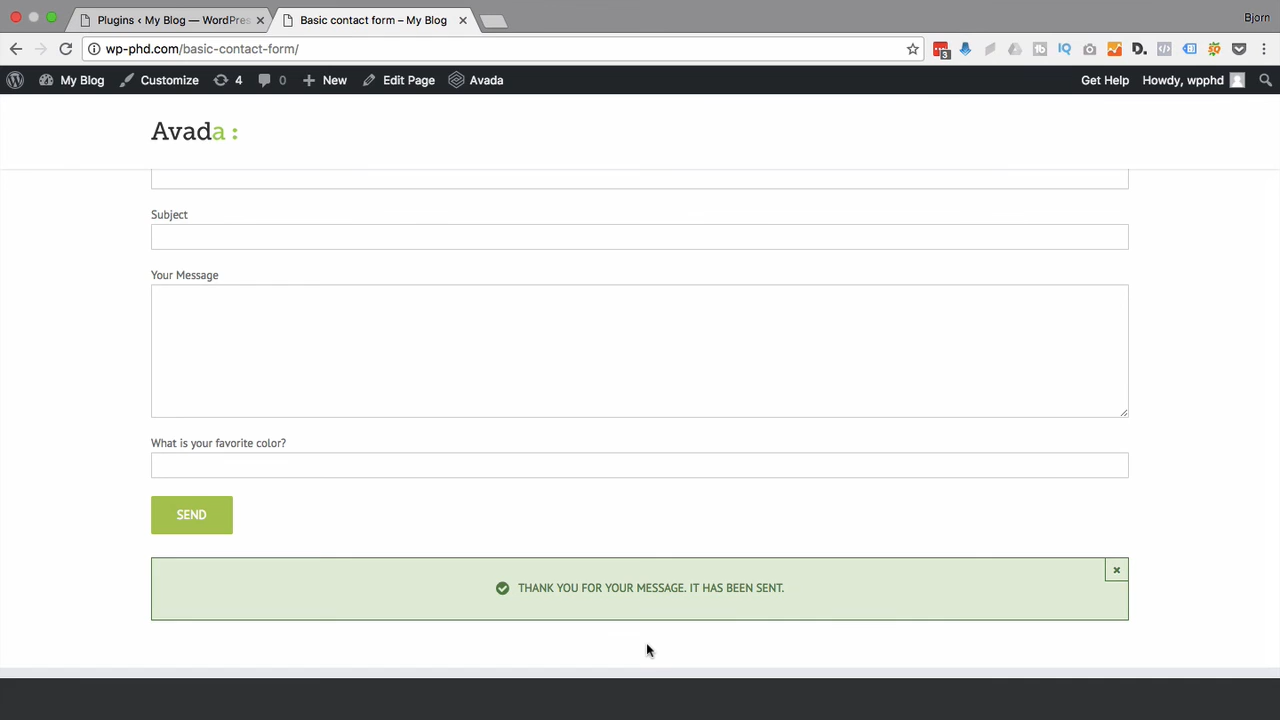 Plugins ‹ My Blog — WordPres
Basic contact form – My Blog
Bjorn
wp-phd.com/basic-contact-form/
3
My Blog
Customize
4
0
New
Edit Page
Avada
Get Help
Howdy, wpphd
Avada :
Subject
Your Message
What is your favorite color?
SEND
THANK YOU FOR YOUR MESSAGE. IT HAS BEEN SENT.